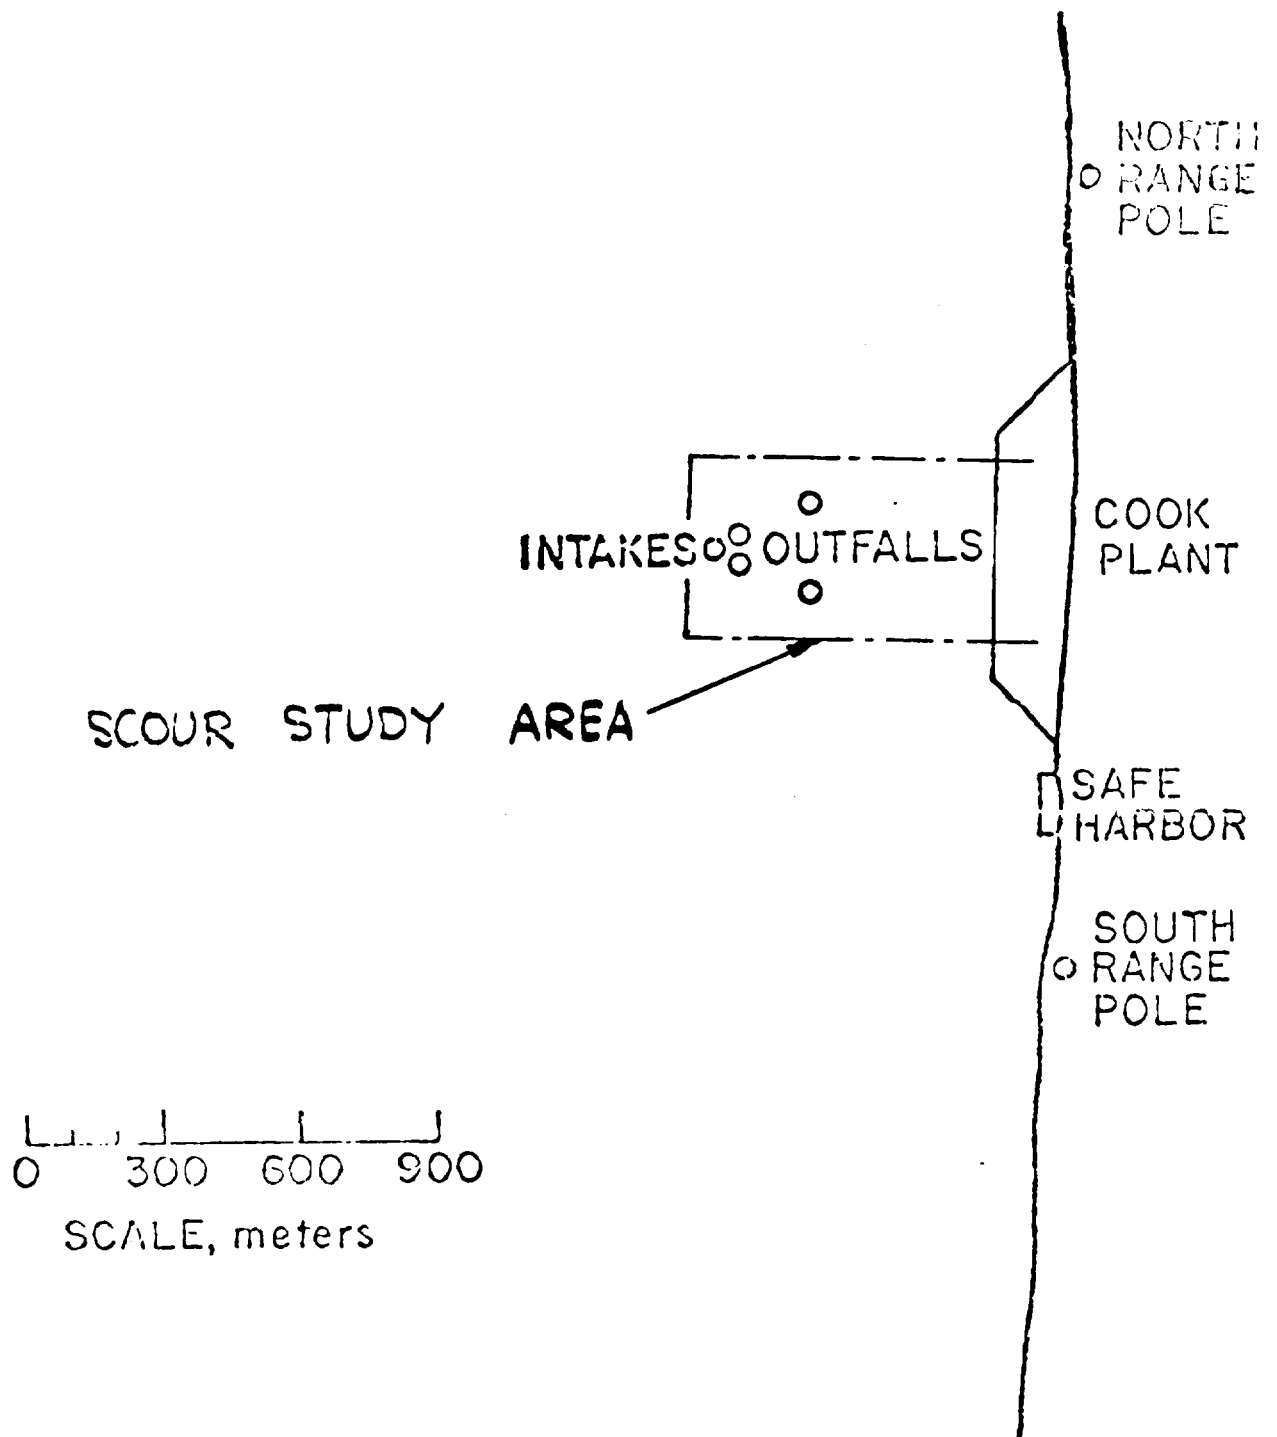 NORTH
RANGE
POLE
COOK
PLANT
INTAKES OUTFALLS
SCOUR STUDY AREA
SAFE
HARBOR
SOUTH
RANGE
POLE
0 300 600 900
SCALE, meters